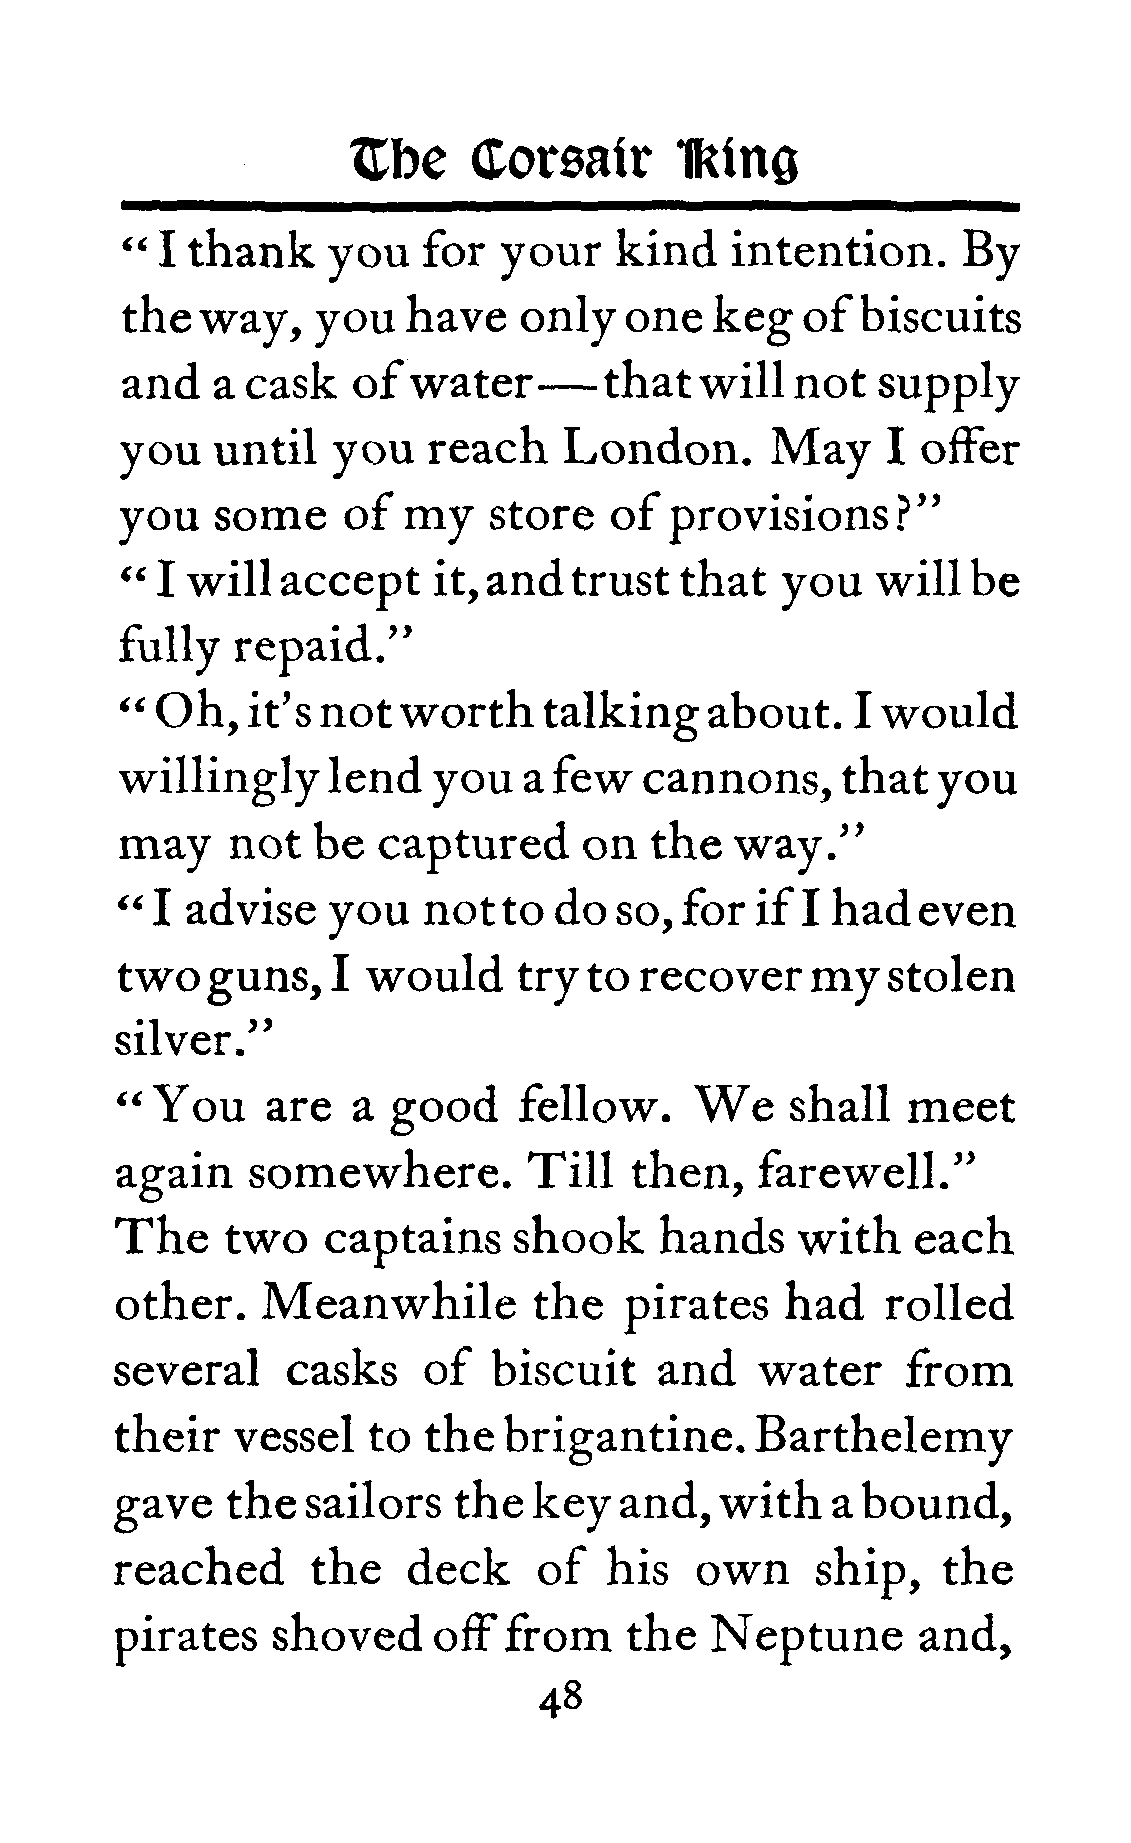 The Corsair King
"I thank you for your kind intention. By
the way, you have only one keg of biscuits
and a cask of water—that will not supply
you until you reach London. May I offer
you some of my store of provisions?"
"I will accept it, and trust that you will be
fully repaid."
"Oh, it's not worth talking about. I would
willingly lend you a few cannons, that you
may not be captured on the way."
"I advise you not to do so, for if I had even
two guns, I would try to recover my stolen
silver."
"You are a good fellow. We shall meet
again somewhere. Till then, farewell."
The two captains shook hands with each
other. Meanwhile the pirates had rolled
several casks of biscuit and water from
their vessel to the brigantine. Barthelemy
gave the sailors the key and, with a bound,
reached the deck of his own ship, the
pirates shoved off from the Neptune and,
48